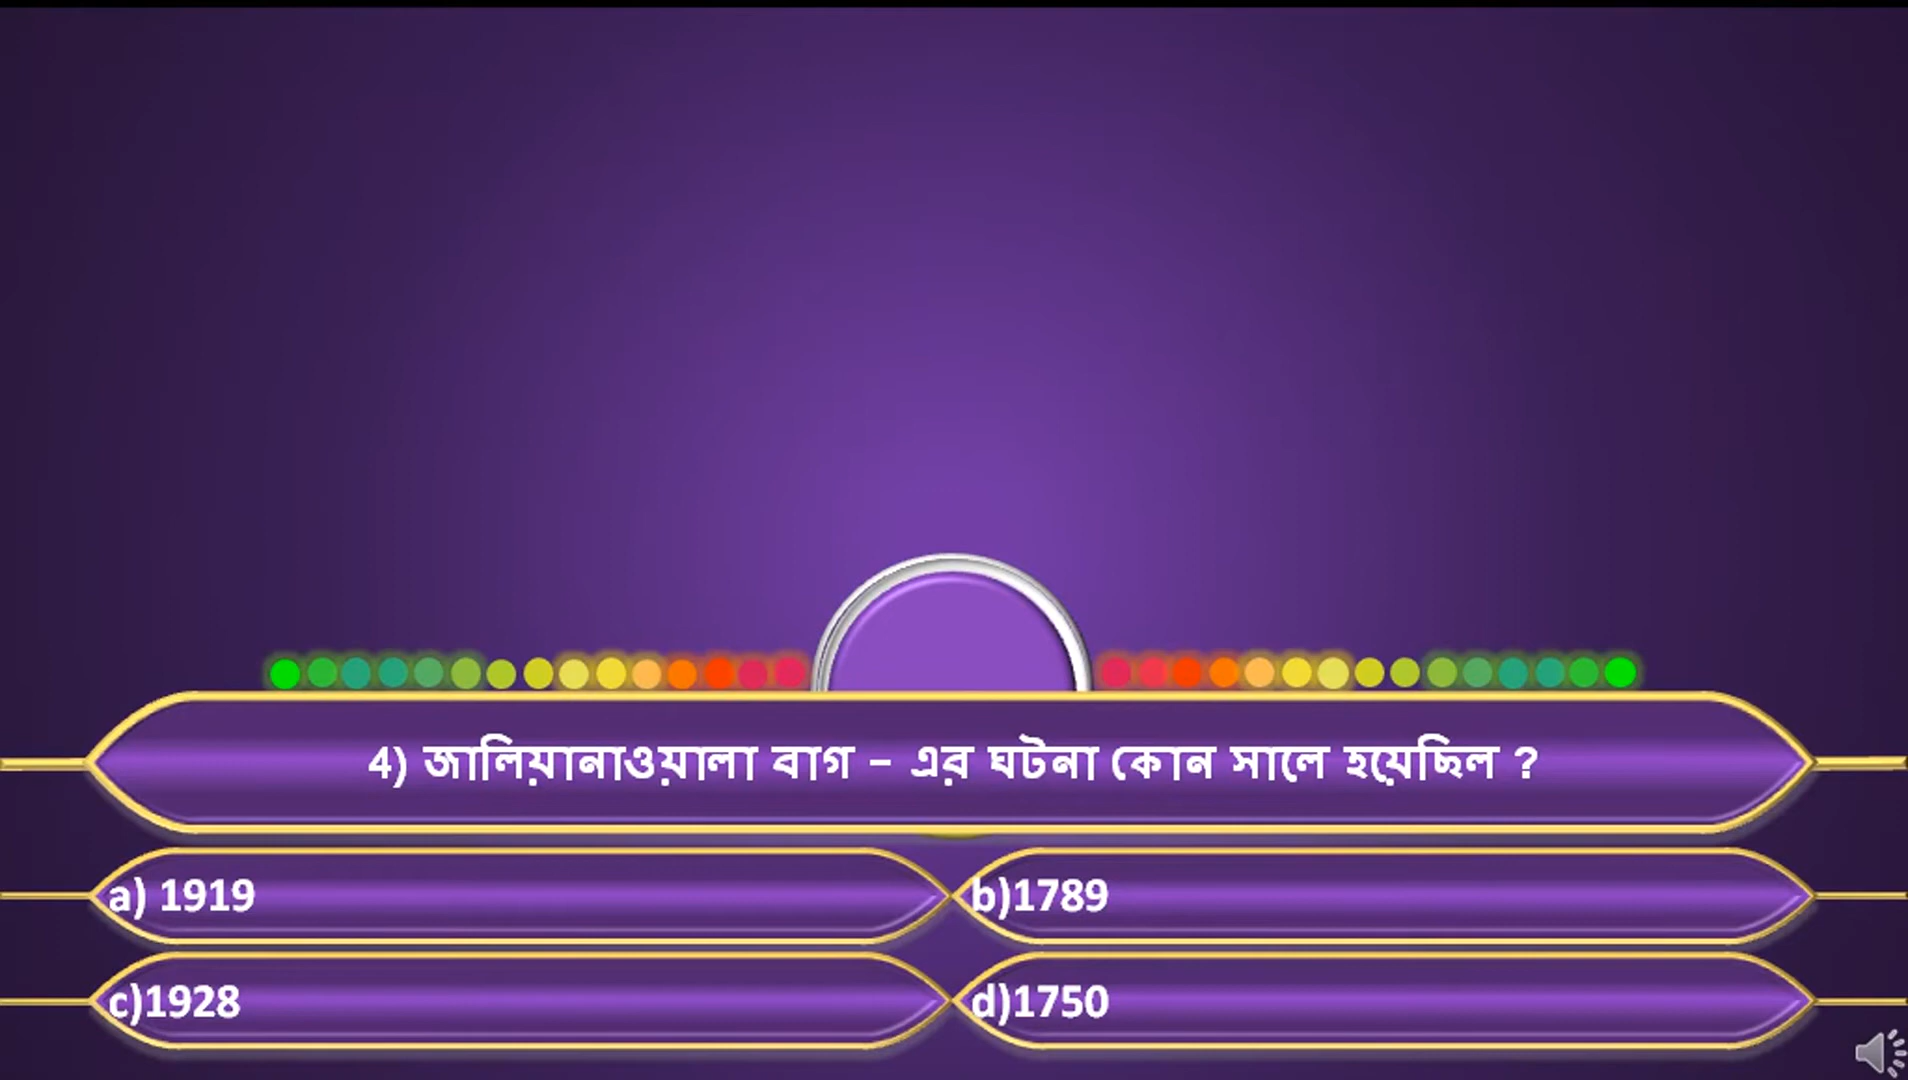 4) জালিয়ানাওয়ালা বাগ – এর ঘটনা কোন সালে হয়েছিল ?
a) 1919
b)1789
c)1928
d)1750